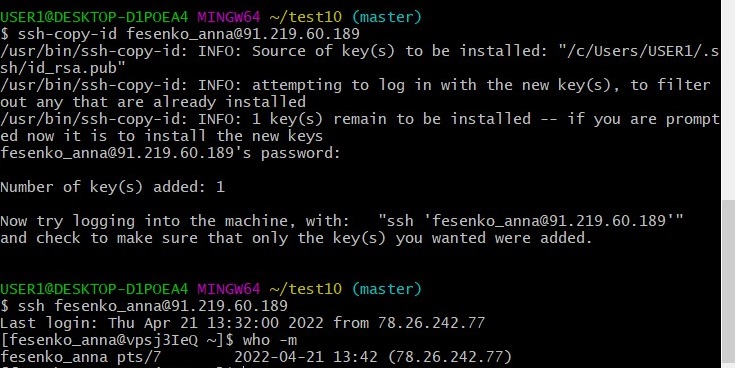 USER1@DESKTOP-D1POEA4 MINGW64 ~/test10 (master)
$ ssh-copy-id fesenko_anna@91.219.60.189
/usr/bin/ssh-copy-id: INFO: Source of key(s) to be installed: "/c/Users/USER1/.s
sh/id_rsa.pub"
/usr/bin/ssh-copy-id: INFO: attempting to log in with the new key(s), to filter
out any that are already installed
/usr/bin/ssh-copy-id: INFO: 1 key(s) remain to be installed -- if you are prompt
ed now it is to install the new keys
fesenko_anna@91.219.60.189's password:
Number of key(s) added: 1
Now try logging into the machine, with:   "ssh 'fesenko_anna@91.219.60.189'"
and check to make sure that only the key(s) you wanted were added.
USER1@DESKTOP-D1POEA4 MINGW64 ~/test10 (master)
$ ssh fesenko_anna@91.219.60.189
Last login: Thu Apr 21 13:32:00 2022 from 78.26.242.77
[fesenko_anna@vpsj3IeQ ~]$ who -m
fesenko_anna pts/7        2022-04-21 13:42 (78.26.242.77)